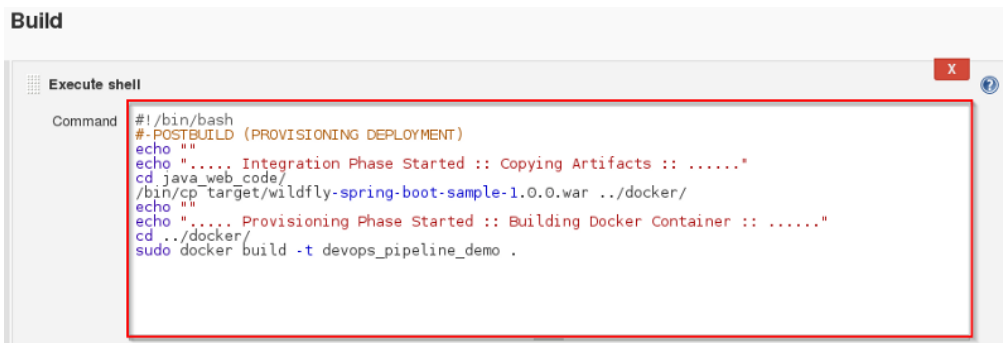 Build
Execute shell
X
Command
#!/bin/bash
#-POSTBUILD (PROVISIONING DEPLOYMENT)
echo ""
echo "..... Integration Phase Started :: Copying Artifacts :: ......"
cd java_web_code/
/bin/cp target/wildfly-spring-boot-sample-1.0.0.war ../docker/
echo ""
echo "..... Provisioning Phase Started :: Building Docker Container :: ......"
cd ../docker/
sudo docker build -t devops_pipeline_demo .